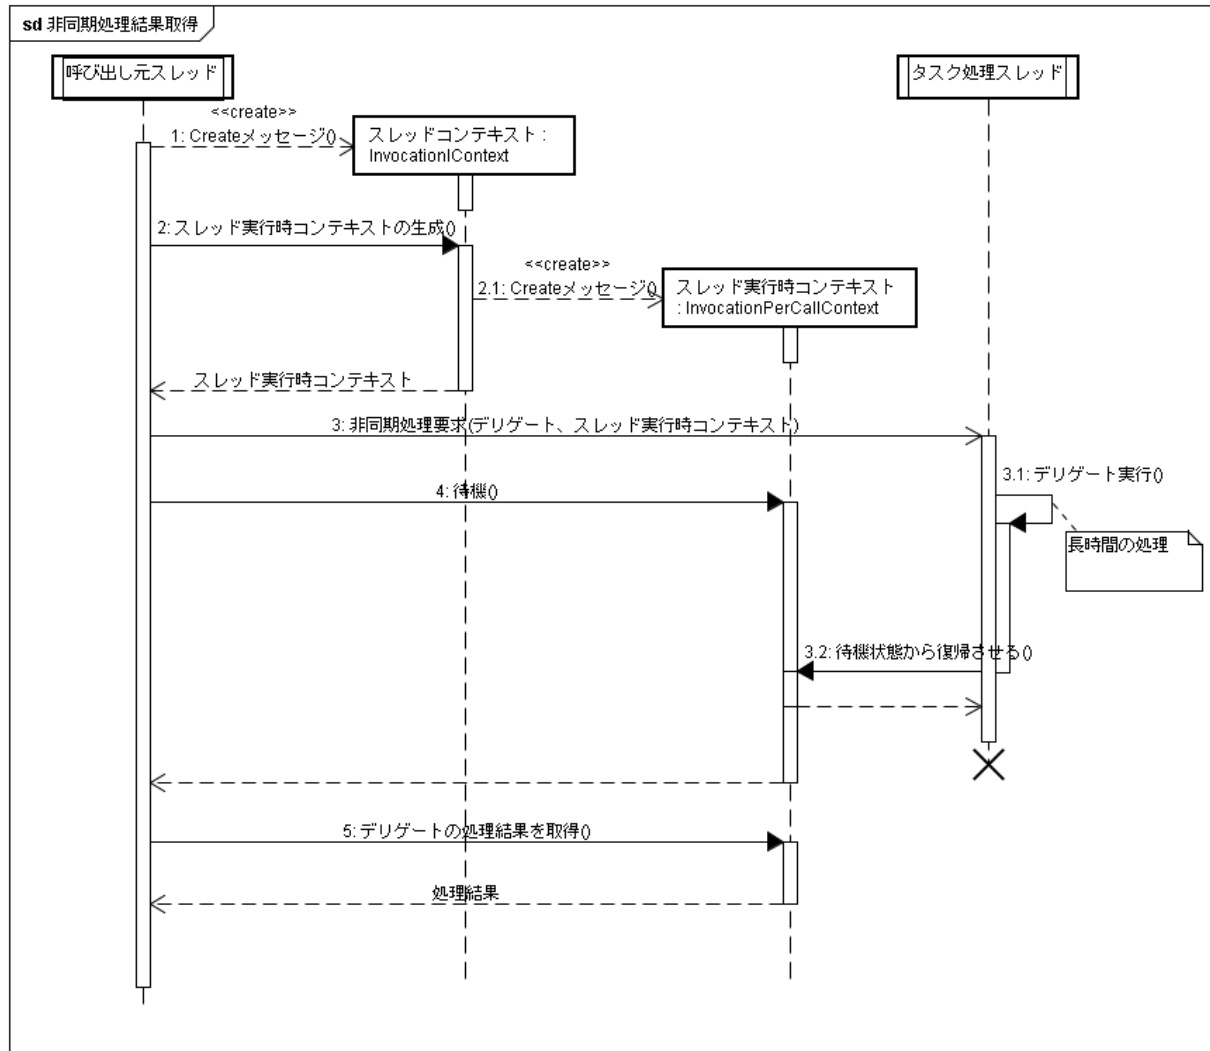 sd 非同期処理結果取得
呼び出し元スレッド
タスク処理スレッド
<<create>>
1: Createメッセージ()
スレッドコンテキスト :
InvocationlContext
2: スレッド実行時コンテキストの生成()
<<create>>
2.1: Createメッセージ()
スレッド実行時コンテキスト
: InvocationPerCallContext
スレッド実行時コンテキスト
3: 非同期処理要求(デリゲート、スレッド実行時コンテキスト)
3.1: デリゲート実行()
4: 待機()
長時間の処理
3.2: 待機状態から復帰させる()
5: デリゲートの処理結果を取得()
処理結果